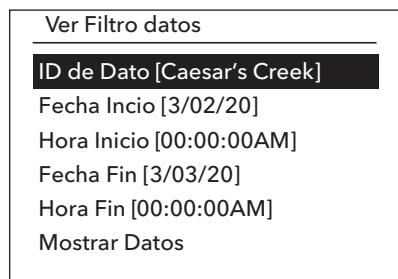 Ver Filtro datos
ID de Dato [Caesar’s Creek]
Fecha Incio [3/02/20]
Hora Inicio [00:00:00AM]
Fecha Fin [3/03/20]
Hora Fin [00:00:00AM]
Mostrar Datos